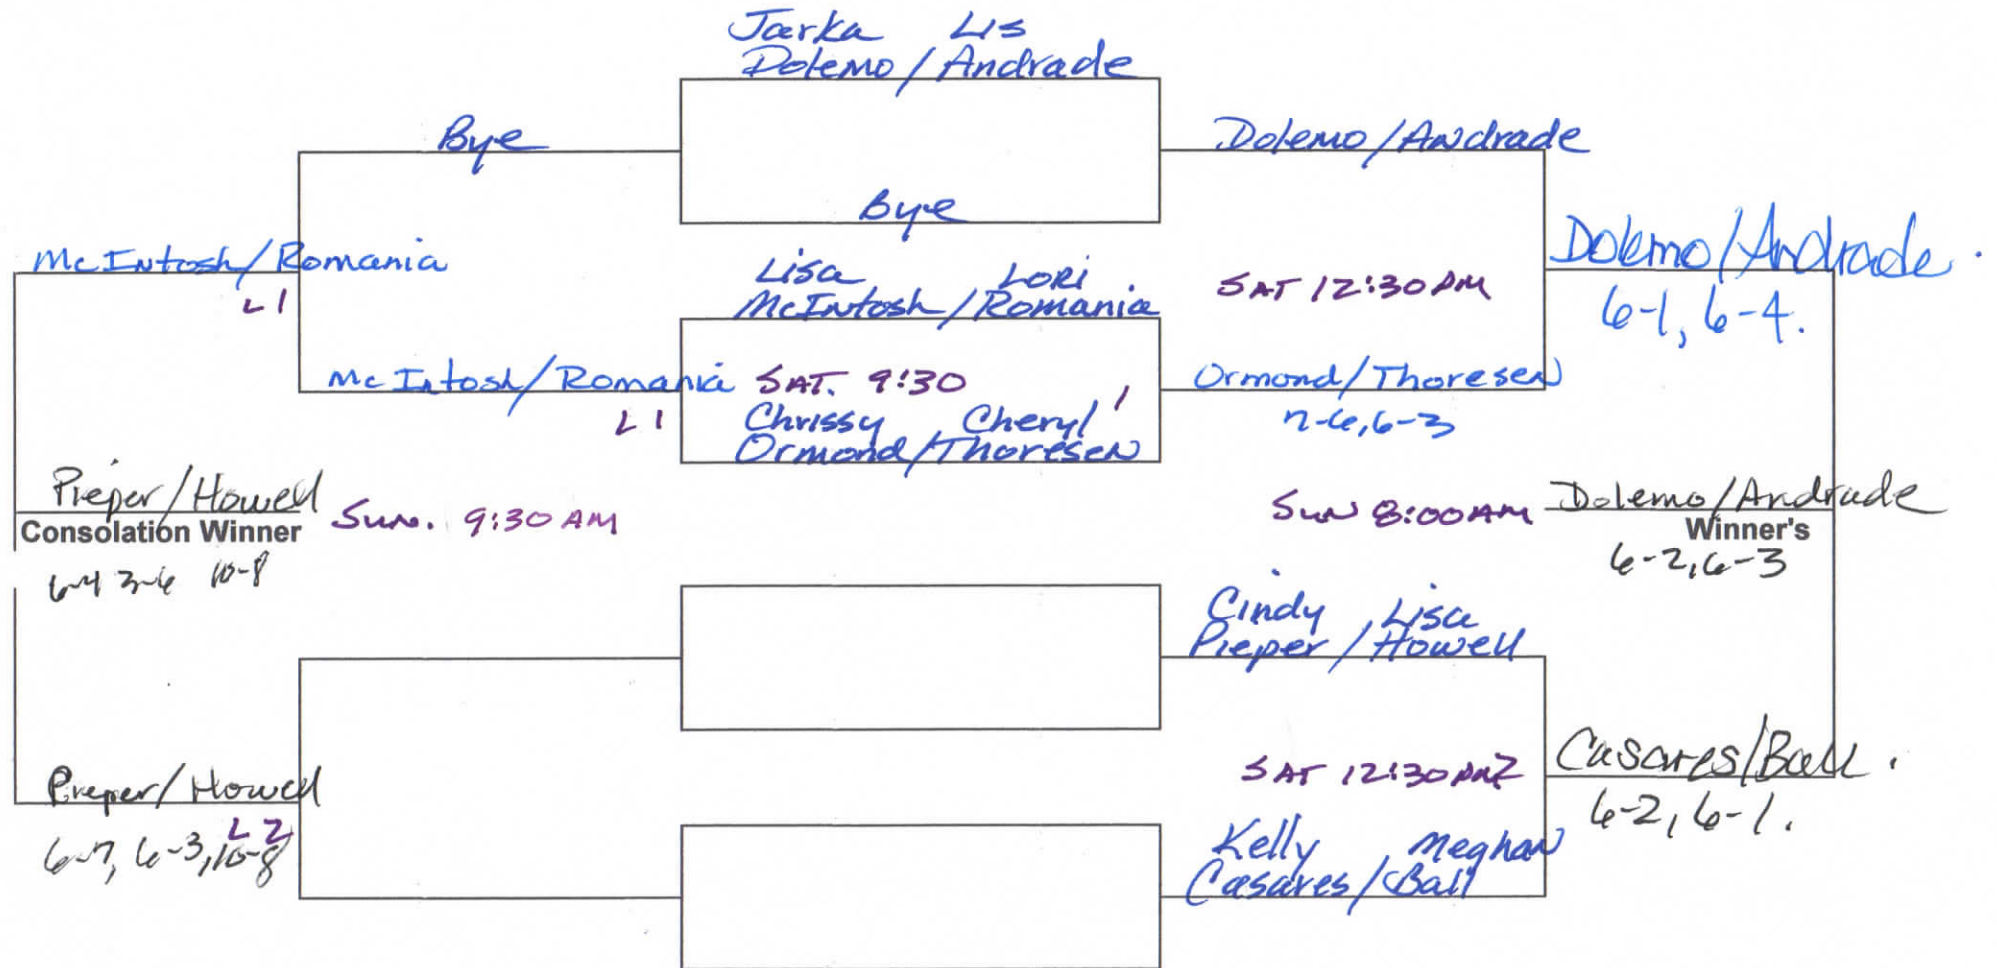 Jarka Lis
Dolemo/Andrade
Bye
Dolemo/Andrade
Bye
McIntosh/Romania
L1
Lisa Lori
McIntosh/Romania
SAT 12:30 PM
Dolemo/Andrade.
6-1, 6-4.
McIntosh/Romania
L1
SAT. 9:30
1
Chrissy Cheryl
Ormond/Thoresen
Ormond/Thoresen
7-6, 6-3
Pieper/Howell
Consolation Winner
6-4 3-6 10-8
Sun. 9:30 AM
Sun 8:00 AM
Dolemo/Andrade
Winner's
6-2, 6-3
Cindy Lisa
Pieper/Howell
SAT 12:30 PM
Casares/Ball.
6-2, 6-1.
Pieper/Howell
L2
6-7, 6-3, 10-8
Kelly Meghan
Casares/Ball